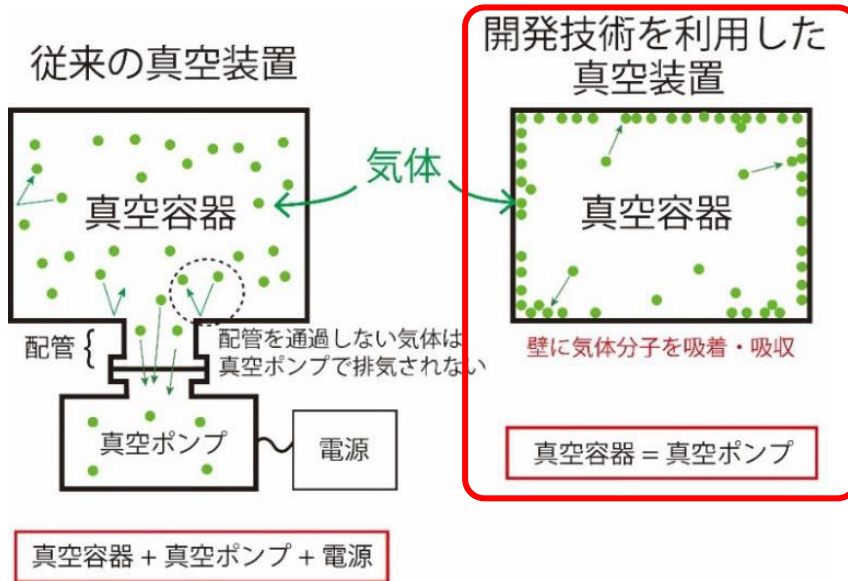 従来の真空装置
真空容器
気体
配管
配管を通過しない気体は
真空ポンプで排気されない
真空ポンプ
電源
真空容器 + 真空ポンプ + 電源
開発技術を利用した
真空装置
真空容器
壁に気体分子を吸着・吸収
真空容器 = 真空ポンプ